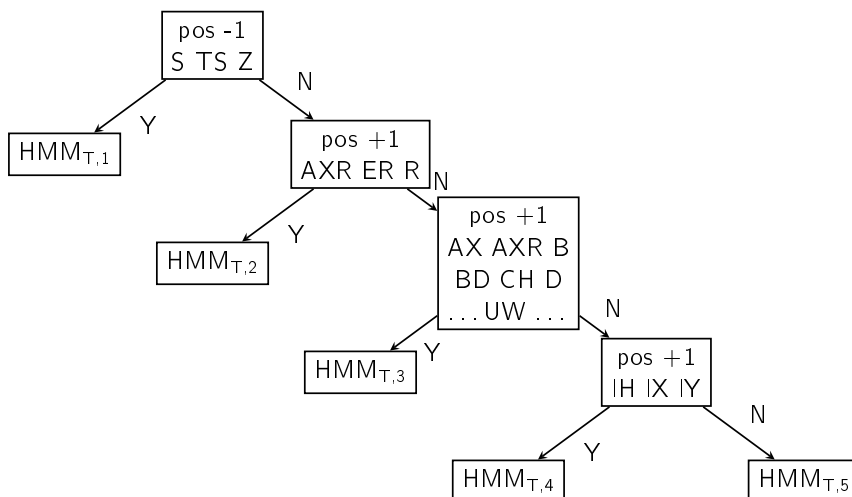 pos -1
S TS Z
N
Y
HMM_T,1
pos +1
AXR ER R
N
Y
HMM_T,2
pos +1
AX AXR B
BD CH D
...UW ...
N
Y
HMM_T,3
pos +1
IH IX IY
N
Y
HMM_T,4
HMM_T,5